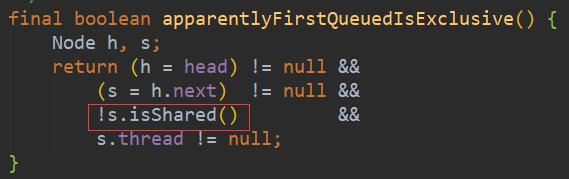 final boolean apparentlyFirstQueuedIsExclusive() {
    Node h, s;
    return (h = head) != null &&
        (s = h.next)  != null &&
        !s.isShared()         &&
        s.thread != null;
}